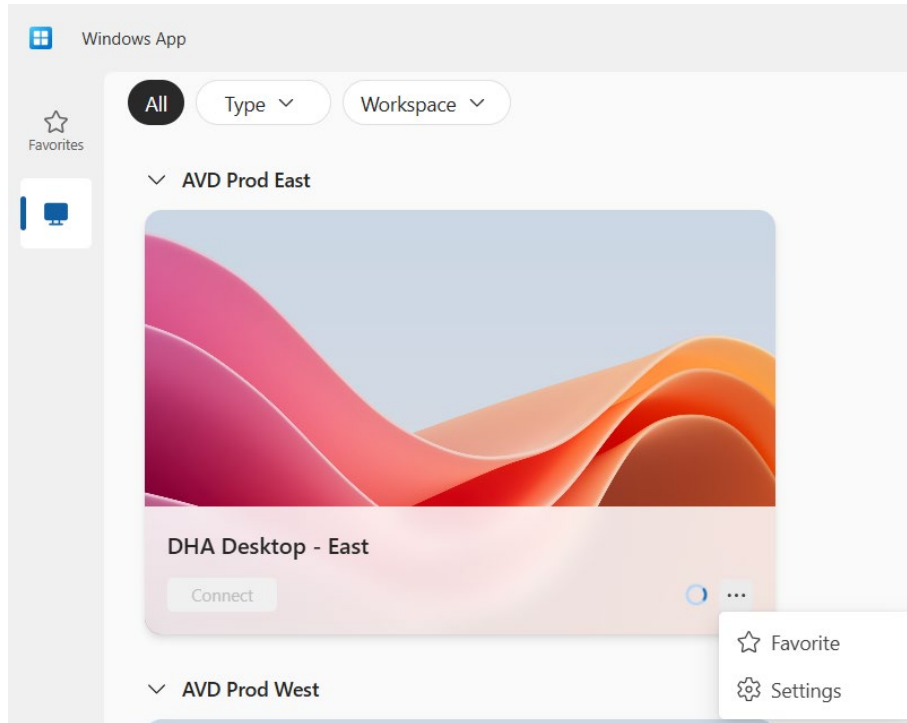 Windows App
All
Type
Workspace
Favorites
AVD Prod East
DHA Desktop - East
Connect
Favorite
Settings
AVD Prod West